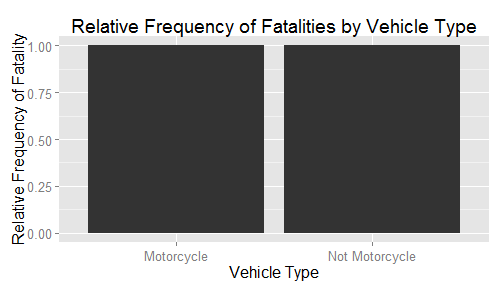 Relative Frequency of Fatalities by Vehicle Type
Relative Frequency of Fatality
1.00
0.75
0.50
0.25
0.00
Motorcycle
Not Motorcycle
Vehicle Type